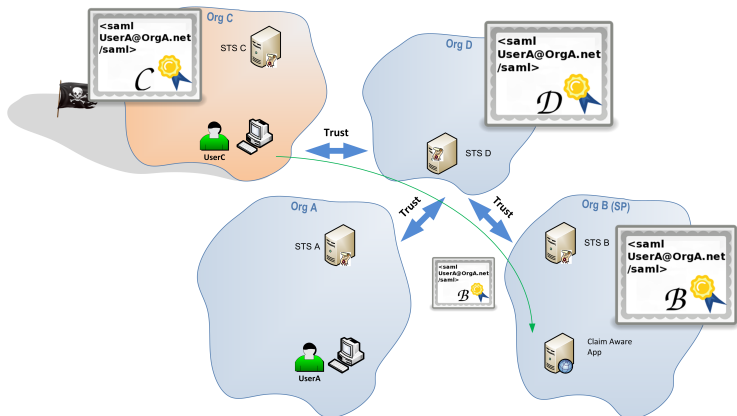 Org C
<saml
UserA@OrgA.net
/saml>
C
STS C
UserC
Trust
Org D
<saml
UserA@OrgA.net
/saml>
D
STS D
Trust
Trust
Org A
STS A
UserA
<saml
UserA@OrgA.net
/saml>
B
Org B (SP)
STS B
<saml
UserA@OrgA.net
/saml>
B
Claim Aware
App